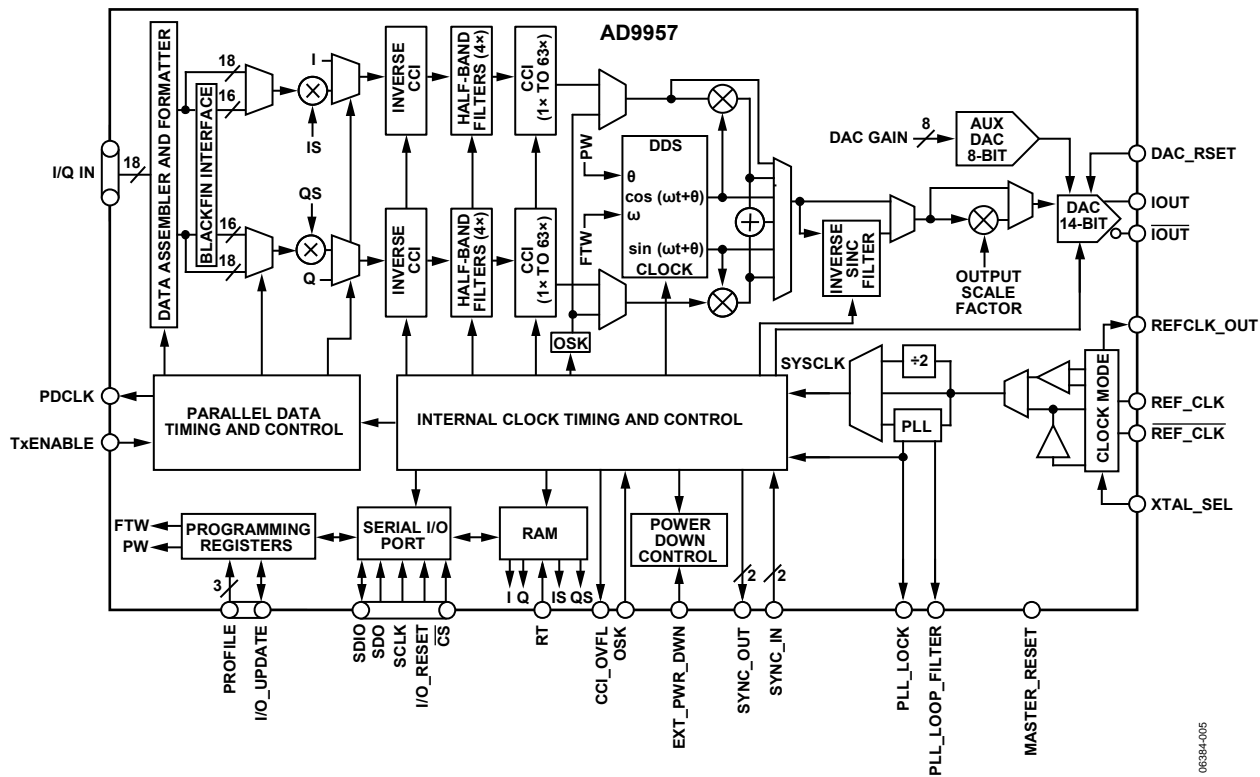 AD9957
I/Q IN
18
DATA ASSEMBLER AND FORMATTER
18
16
BLACKFIN INTERFACE
16
18
IS
QS
I
Q
INVERSE
CCI
HALF-BAND
FILTERS (4×)
CCI
(1× TO 63×)
INVERSE
CCI
HALF-BAND
FILTERS (4×)
CCI
(1× TO 63×)
OSK
PW
FTW
DDS
θ
cos (ωt+θ)
ω
sin (ωt+θ)
CLOCK
INVERSE
SINC
FILTER
OUTPUT
SCALE
FACTOR
DAC GAIN
8
AUX
DAC
8-BIT
DAC
14-BIT
DAC_RSET
IOUT
IOUT
REFCLK_OUT
REF_CLK
REF_CLK
XTAL_SEL
CLOCK MODE
SYSCLK
÷2
PLL
PDCLK
TxENABLE
PARALLEL DATA
TIMING AND CONTROL
INTERNAL CLOCK TIMING AND CONTROL
FTW
PW
PROGRAMMING
REGISTERS
SERIAL I/O
PORT
RAM
POWER
DOWN
CONTROL
3
I
Q
IS
QS
2
2
PROFILE
I/O_UPDATE
SDIO
SDO
SCLK
I/O_RESET
CS
RT
CCI_OVFL
OSK
EXT_PWR_DWN
SYNC_OUT
SYNC_IN
PLL_LOCK
PLL_LOOP_FILTER
MASTER_RESET
06384-005